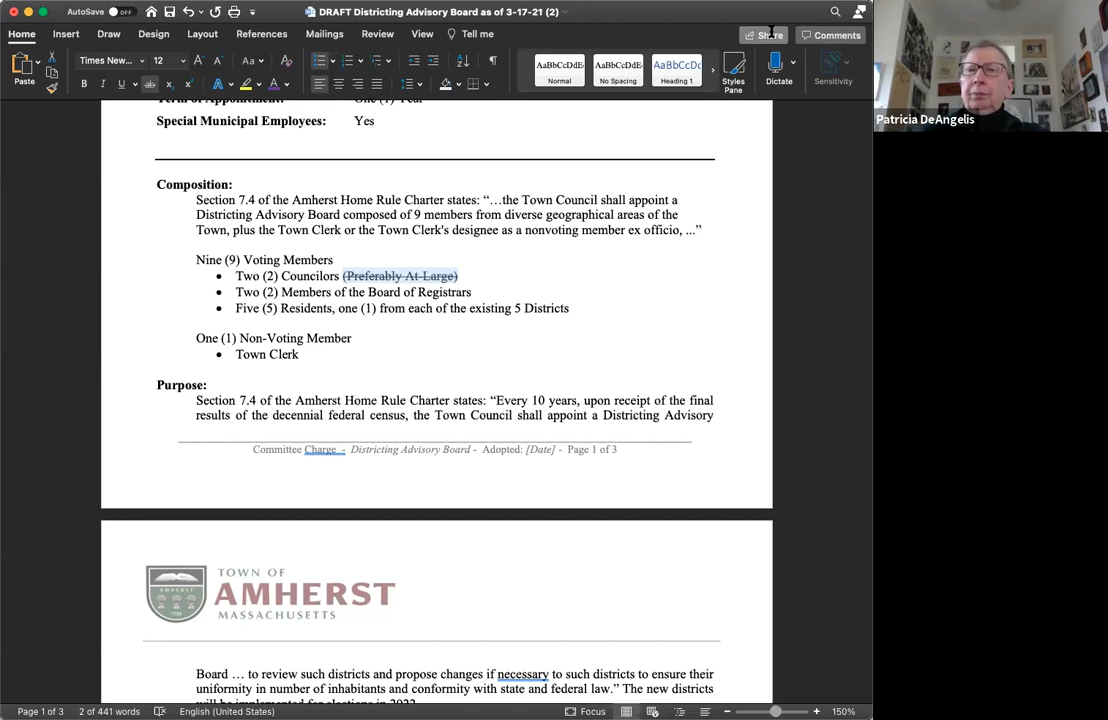 AutoSave OFF DRAFT Districting Advisory Board as of 3-17-21 (2)
Home Insert Draw Design Layout References Mailings Review View Tell me Share Comments
Paste Times New... 12 Aa
B I U ab x A A
AaBbCcDdE Normal AaBbCcDdE No Spacing AaBbCcDc Heading 1 Styles Pane Dictate Sensitivity
Patricia DeAngelis
Special Municipal Employees: Yes
Composition:
Section 7.4 of the Amherst Home Rule Charter states: “…the Town Council shall appoint a
Districting Advisory Board composed of 9 members from diverse geographical areas of the
Town, plus the Town Clerk or the Town Clerk's designee as a nonvoting member ex officio, ...”
Nine (9) Voting Members
• Two (2) Councilors (Preferably At-Large)
• Two (2) Members of the Board of Registrars
• Five (5) Residents, one (1) from each of the existing 5 Districts
One (1) Non-Voting Member
• Town Clerk
Purpose:
Section 7.4 of the Amherst Home Rule Charter states: “Every 10 years, upon receipt of the final
results of the decennial federal census, the Town Council shall appoint a Districting Advisory
Committee Charge - Districting Advisory Board - Adopted: [Date] - Page 1 of 3
TOWN OF
AMHERST
MASSACHUSETTS
Board … to review such districts and propose changes if necessary to such districts to ensure their
uniformity in number of inhabitants and conformity with state and federal law.” The new districts
Page 1 of 3 2 of 441 words English (United States) Focus 150%